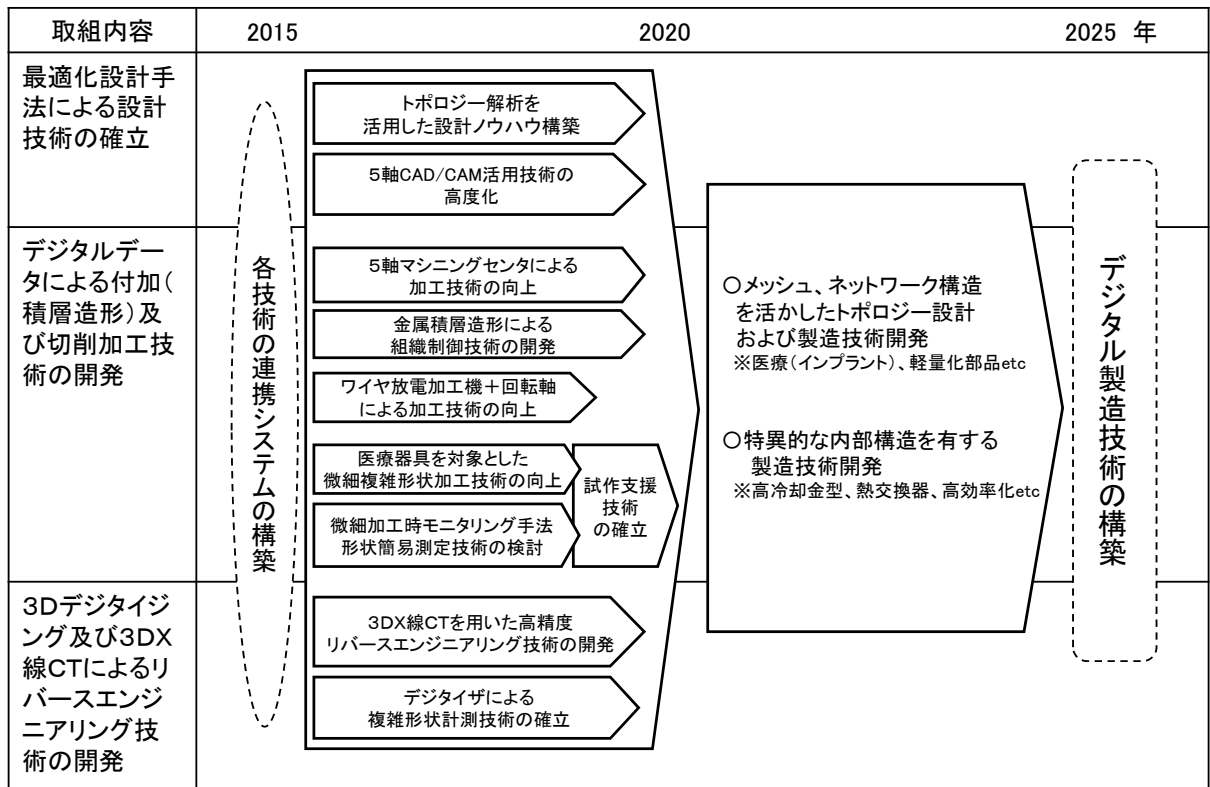 取組内容
2015
2020
2025 年
最適化設計手
法による設計
技術の確立
トポロジー解析を
活用した設計ノウハウ構築
5軸CAD/CAM活用技術の
高度化
デジタルデー
タによる付加(
積層造形)及
び切削加工技
術の開発
各技術の連携システムの構築
5軸マシニングセンタによる
加工技術の向上
金属積層造形による
組織制御技術の開発
ワイヤ放電加工機+回転軸
による加工技術の向上
医療器具を対象とした
微細複雑形状加工技術の向上
微細加工時モニタリング手法
形状簡易測定技術の検討
試作支援
技術
の確立
○メッシュ、ネットワーク構造
を活かしたトポロジー設計
および製造技術開発
※医療(インプラント)、軽量化部品etc
○特異的な内部構造を有する
製造技術開発
※高冷却金型、熱交換器、高効率化etc
デジタル製造技術の構築
3Dデジタイジ
ング及び3DX
線CTによるリ
バースエンジ
ニアリング技
術の開発
3DX線CTを用いた高精度
リバースエンジニアリング技術の開発
デジタイザによる
複雑形状計測技術の確立